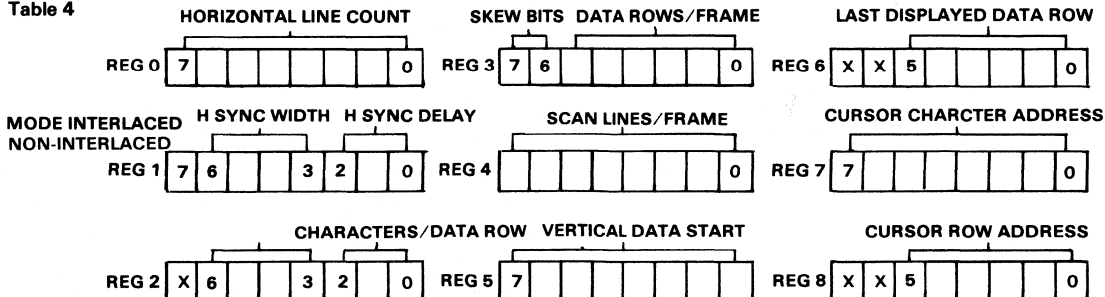 Table 4
HORIZONTAL LINE COUNT
REG 0 7 0
SKEW BITS DATA ROWS/FRAME
REG 3 7 6 0
LAST DISPLAYED DATA ROW
REG 6 X X 5 0
MODE INTERLACED
NON-INTERLACED
H SYNC WIDTH H SYNC DELAY
REG 1 7 6 3 2 0
SCAN LINES/FRAME
REG 4 0
CURSOR CHARCTER ADDRESS
REG 7 7 0
CHARACTERS/DATA ROW
REG 2 X 6 3 2 0
VERTICAL DATA START
REG 5 7
CURSOR ROW ADDRESS
REG 8 X X 5 0